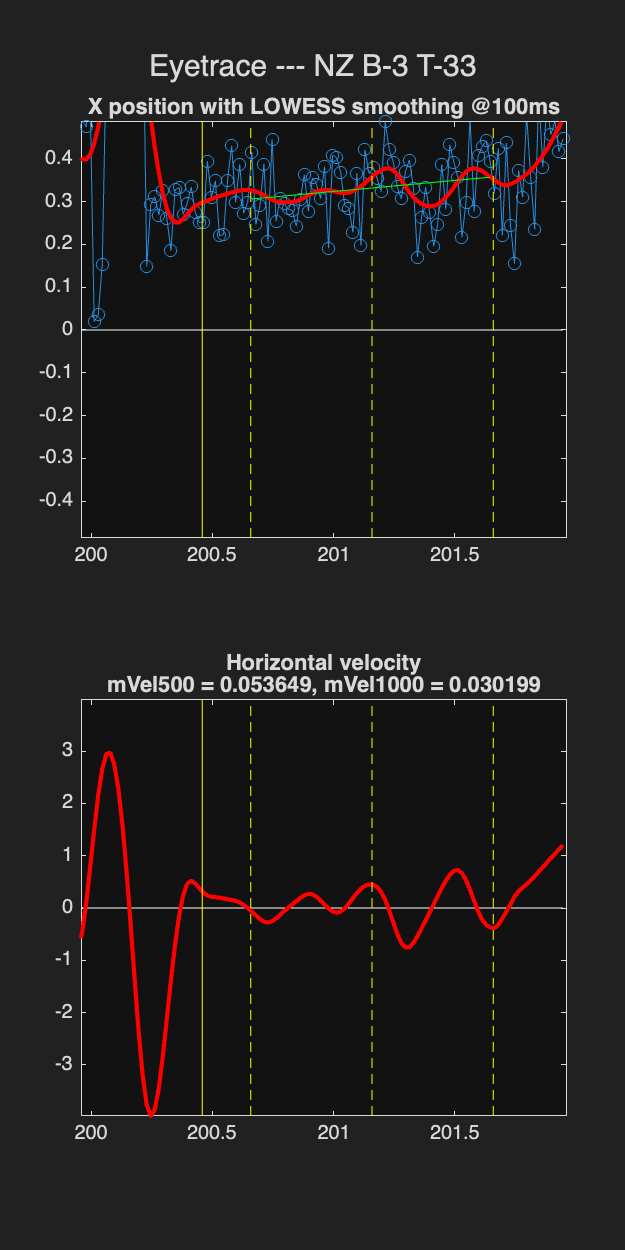 Eyetrace --- NZ B-3 T-33
X position with LOWESS smoothing @100ms
0.4
0.3
0.2
0.1
0
-0.1
-0.2
-0.3
-0.4
200 200.5 201 201.5
Horizontal velocity
mVel500 = 0.053649, mVel1000 = 0.030199
3
2
1
0
-1
-2
-3
200 200.5 201 201.5